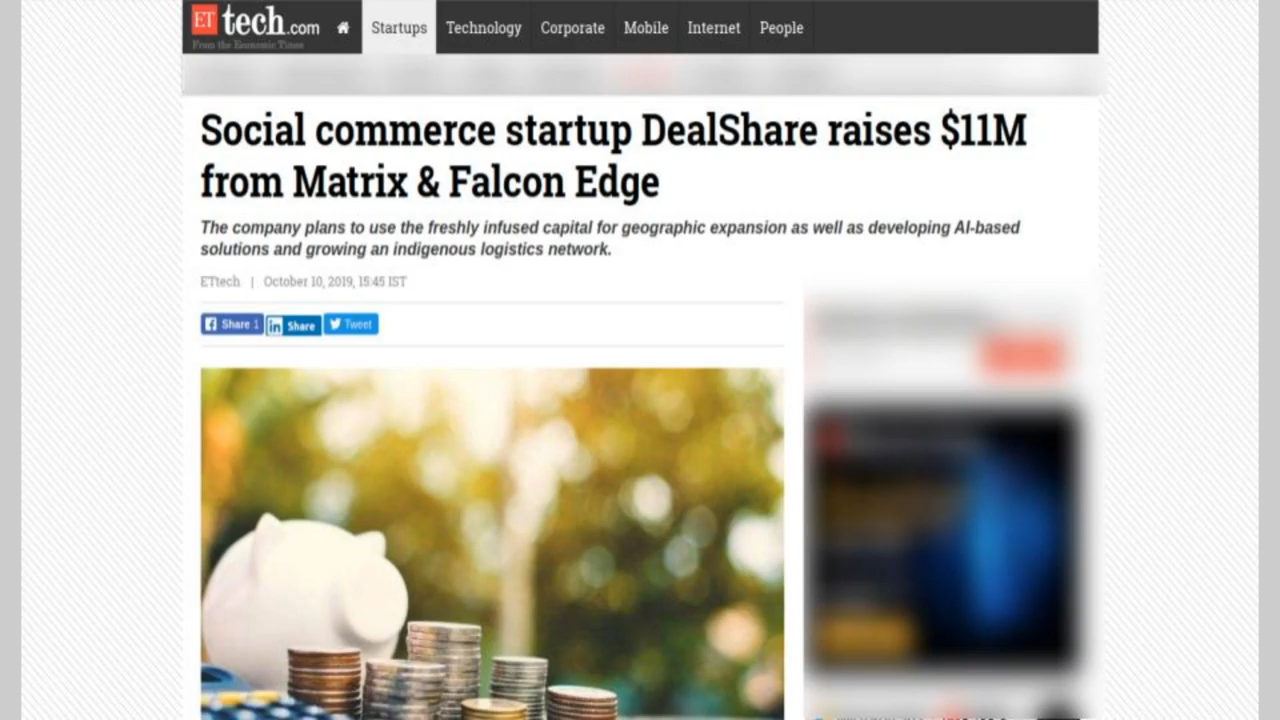 ET tech.com
From the Economic Times
Startups Technology Corporate Mobile Internet People
Social commerce startup DealShare raises $11M
from Matrix & Falcon Edge
The company plans to use the freshly infused capital for geographic expansion as well as developing AI-based
solutions and growing an indigenous logistics network.
ETtech | October 10, 2019, 15:45 IST
Share 1 in Share Tweet